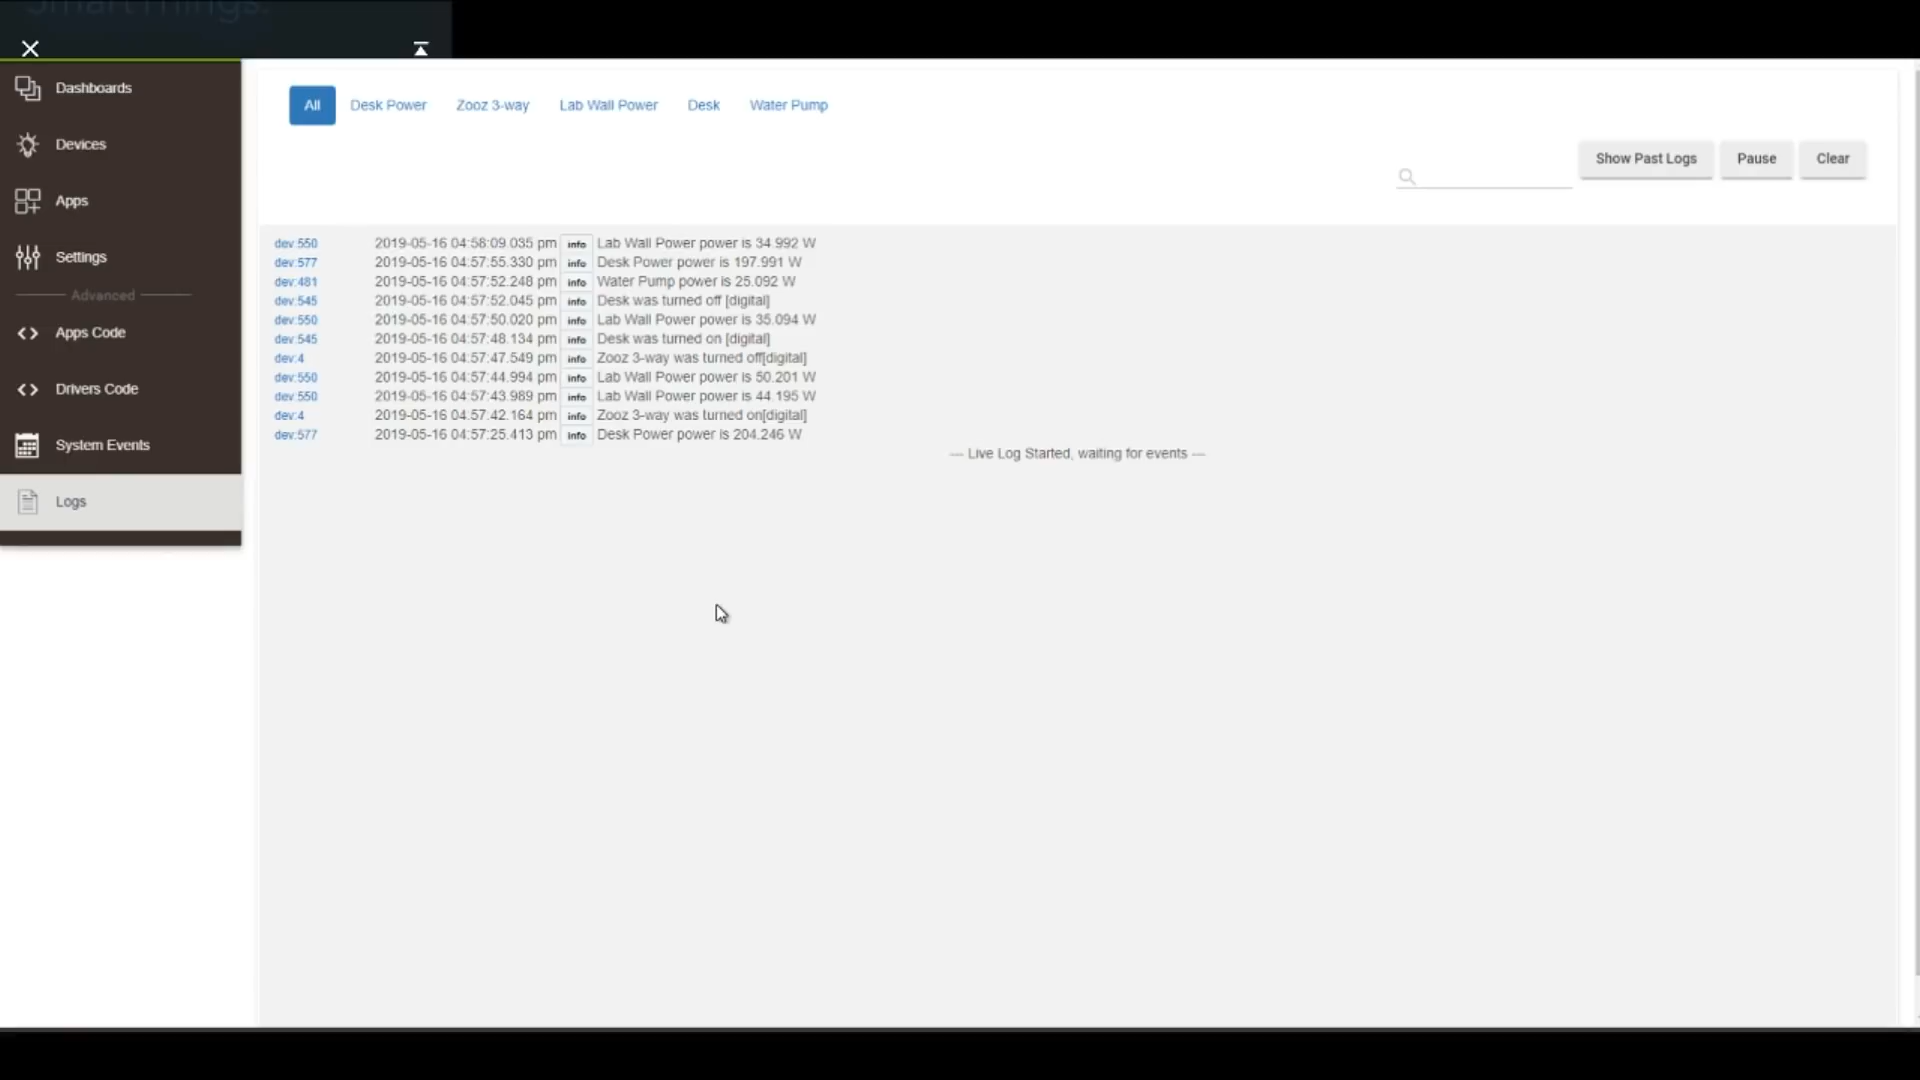 SmartThings.
Dashboards
Devices
Apps
Settings
Advanced
Apps Code
Drivers Code
System Events
Logs
All Desk Power Zooz 3-way Lab Wall Power Desk Water Pump
Show Past Logs Pause Clear
dev:550 2019-05-16 04:58:09.035 pm info Lab Wall Power power is 34.992 W
dev:577 2019-05-16 04:57:55.330 pm info Desk Power power is 197.991 W
dev:481 2019-05-16 04:57:52.248 pm info Water Pump power is 25.092 W
dev:545 2019-05-16 04:57:52.045 pm info Desk was turned off [digital]
dev:550 2019-05-16 04:57:50.020 pm info Lab Wall Power power is 35.094 W
dev:545 2019-05-16 04:57:48.134 pm info Desk was turned on [digital]
dev:4 2019-05-16 04:57:47.549 pm info Zooz 3-way was turned off[digital]
dev:550 2019-05-16 04:57:44.994 pm info Lab Wall Power power is 50.201 W
dev:550 2019-05-16 04:57:43.989 pm info Lab Wall Power power is 44.195 W
dev:4 2019-05-16 04:57:42.164 pm info Zooz 3-way was turned on[digital]
dev:577 2019-05-16 04:57:25.413 pm info Desk Power power is 204.246 W
--- Live Log Started, waiting for events ---